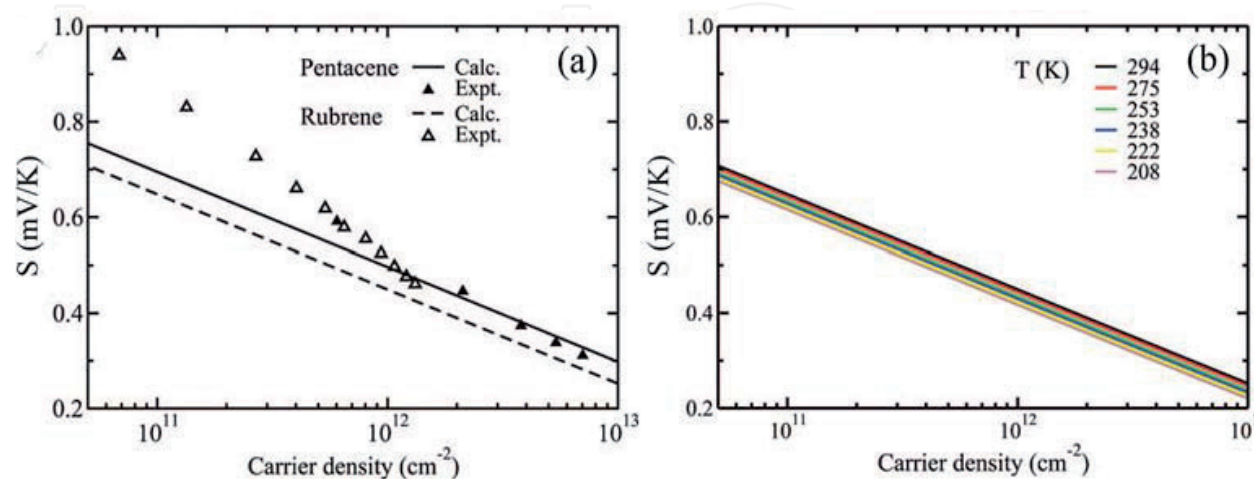 1.0
0.8
0.6
0.4
0.2
S (mV/K)
(a)
Pentacene Calc.
Expt.
Rubrene Calc.
Expt.
10^11 10^12 10^13
Carrier density (cm^-2)
1.0
0.8
0.6
0.4
0.2
S (mV/K)
(b)
T (K) 294
275
253
238
222
208
10^11 10^12 10^13
Carrier density (cm^-2)